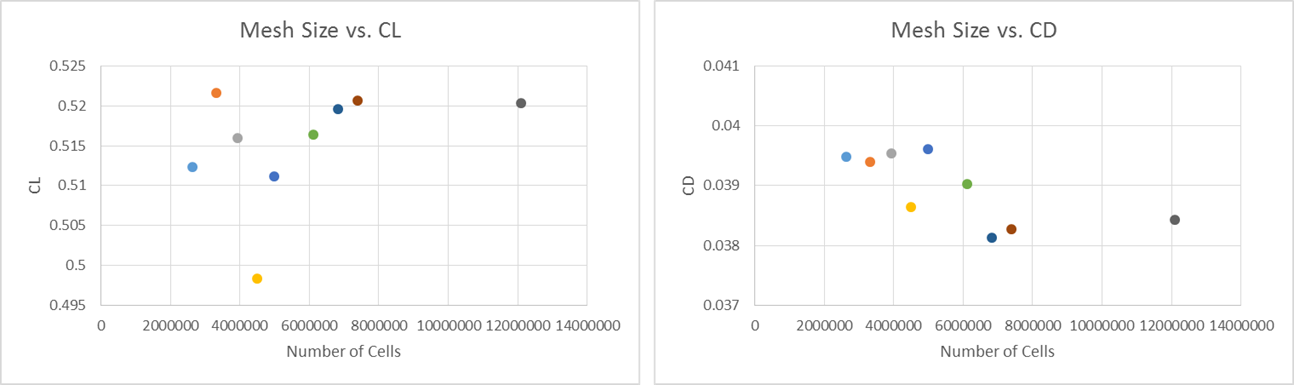 Mesh Size vs. CL
0.525
0.52
0.515
0.51
0.505
0.5
0.495
CL
0 2000000 4000000 6000000 8000000 10000000 12000000 14000000
Number of Cells
Mesh Size vs. CD
0.041
0.04
0.039
0.038
0.037
CD
0 2000000 4000000 6000000 8000000 10000000 12000000 14000000
Number of Cells